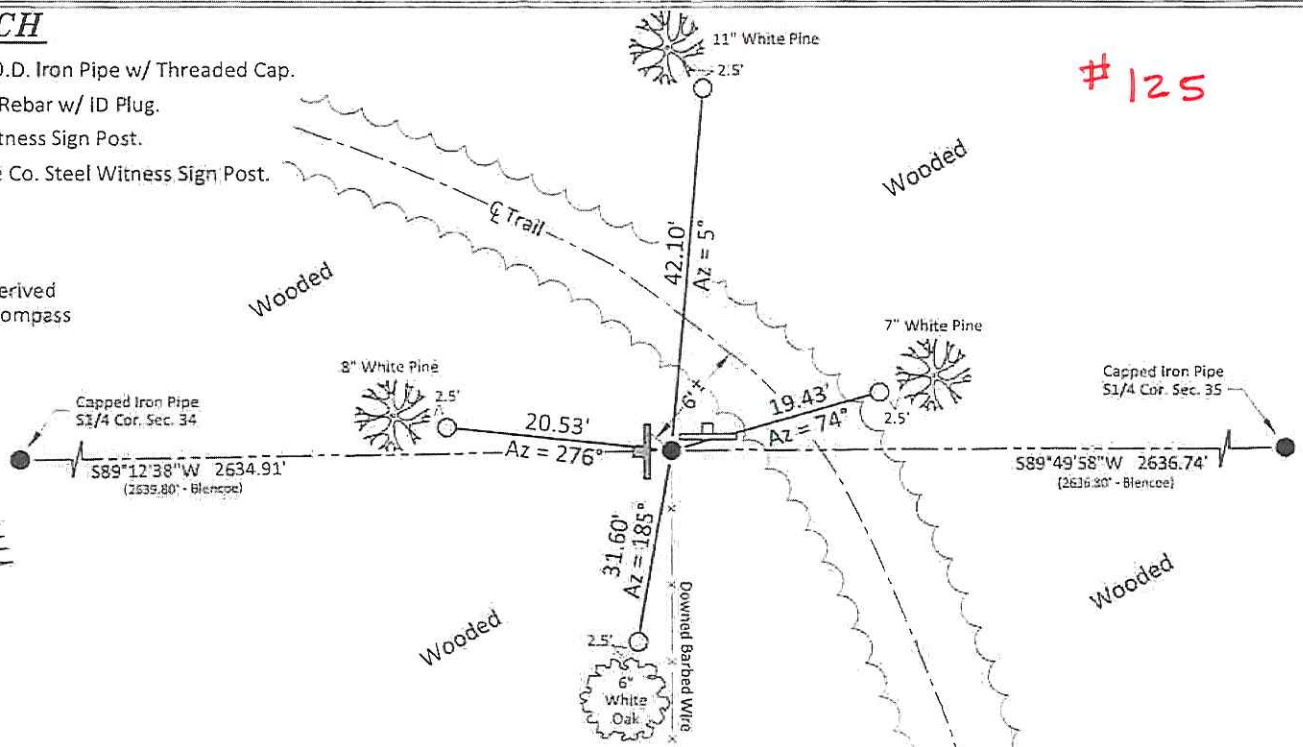 CH
O.D. Iron Pipe w/ Threaded Cap.
Rebar w/ ID Plug.
tness Sign Post.
e Co. Steel Witness Sign Post.
erived
ompass
# 125
11" White Pine
2.5'
Wooded
℄ Trail
42.10'
Az = 5°
Wooded
7" White Pine
8" White Pine
2.5'
Capped Iron Pipe
S1/4 Cor. Sec. 34
Capped Iron Pipe
S1/4 Cor. Sec. 35
6'±
19.43'
Az = 74°
2.5'
20.53'
Az = 276°
S89°12'38"W 2634.91'
(2639.80' - Blencoe)
S89°49'58"W 2636.74'
(2636.80' - Blencoe)
31.60'
Az = 185°
Downed Barbed Wire
Wooded
Wooded
2.5'
6"
White
Oak